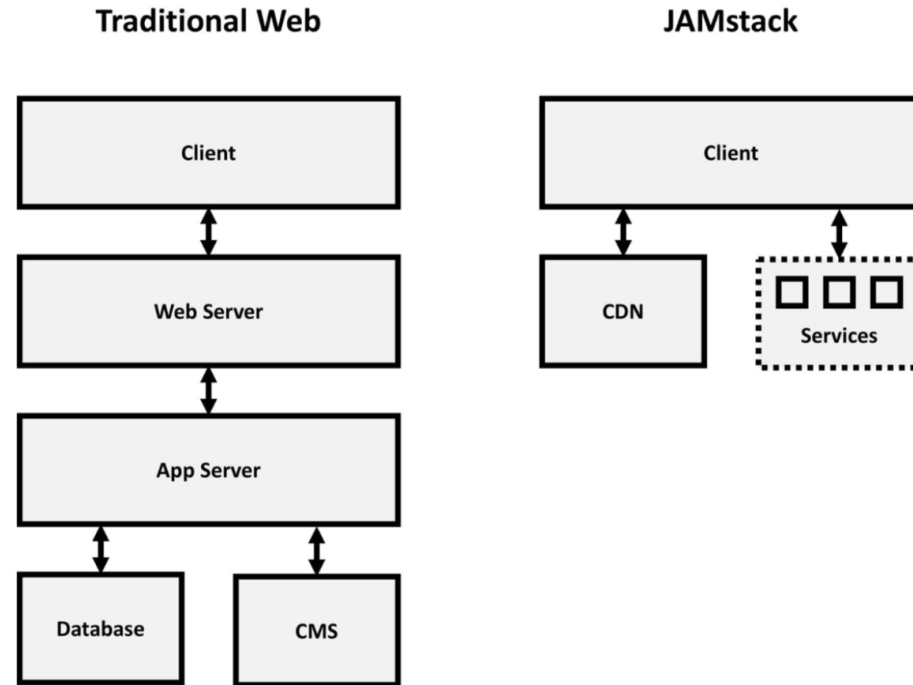 Traditional Web
JAMstack
Client
Client
Web Server
CDN
Services
App Server
Database
CMS